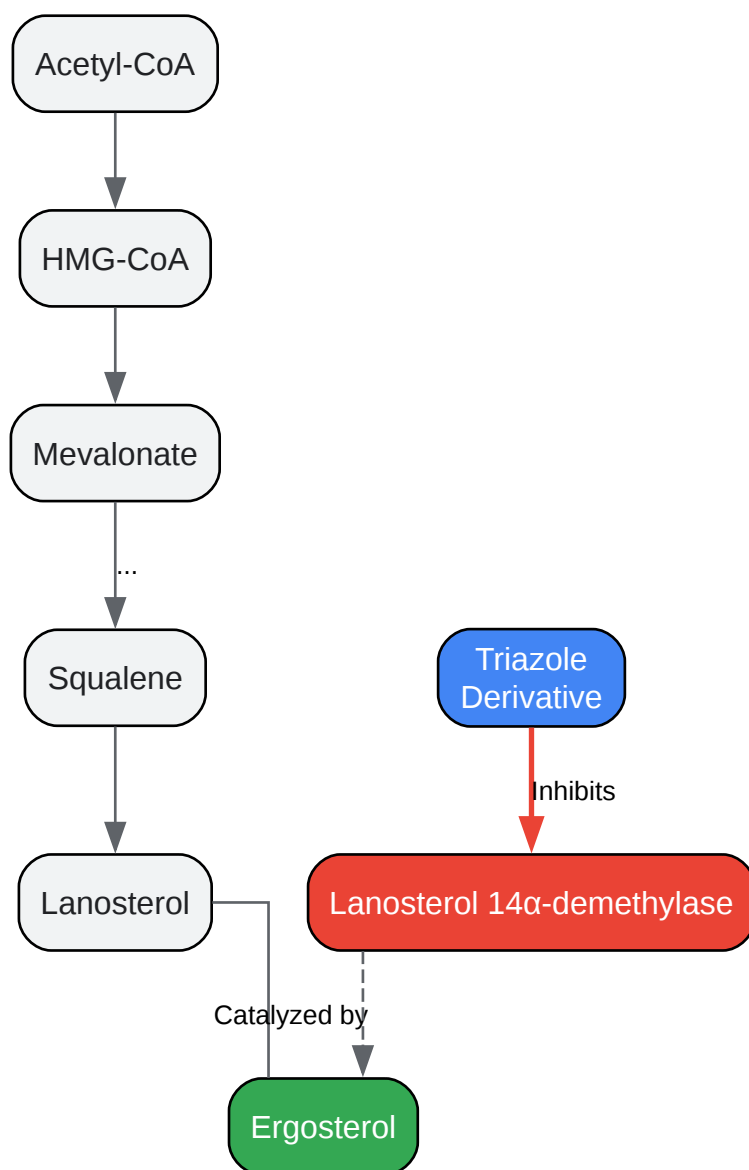 Acetyl-CoA
HMG-CoA
Mevalonate
...
Squalene
Triazole
Derivative
Inhibits
Lanosterol
Lanosterol 14α-demethylase
Catalyzed by
Ergosterol